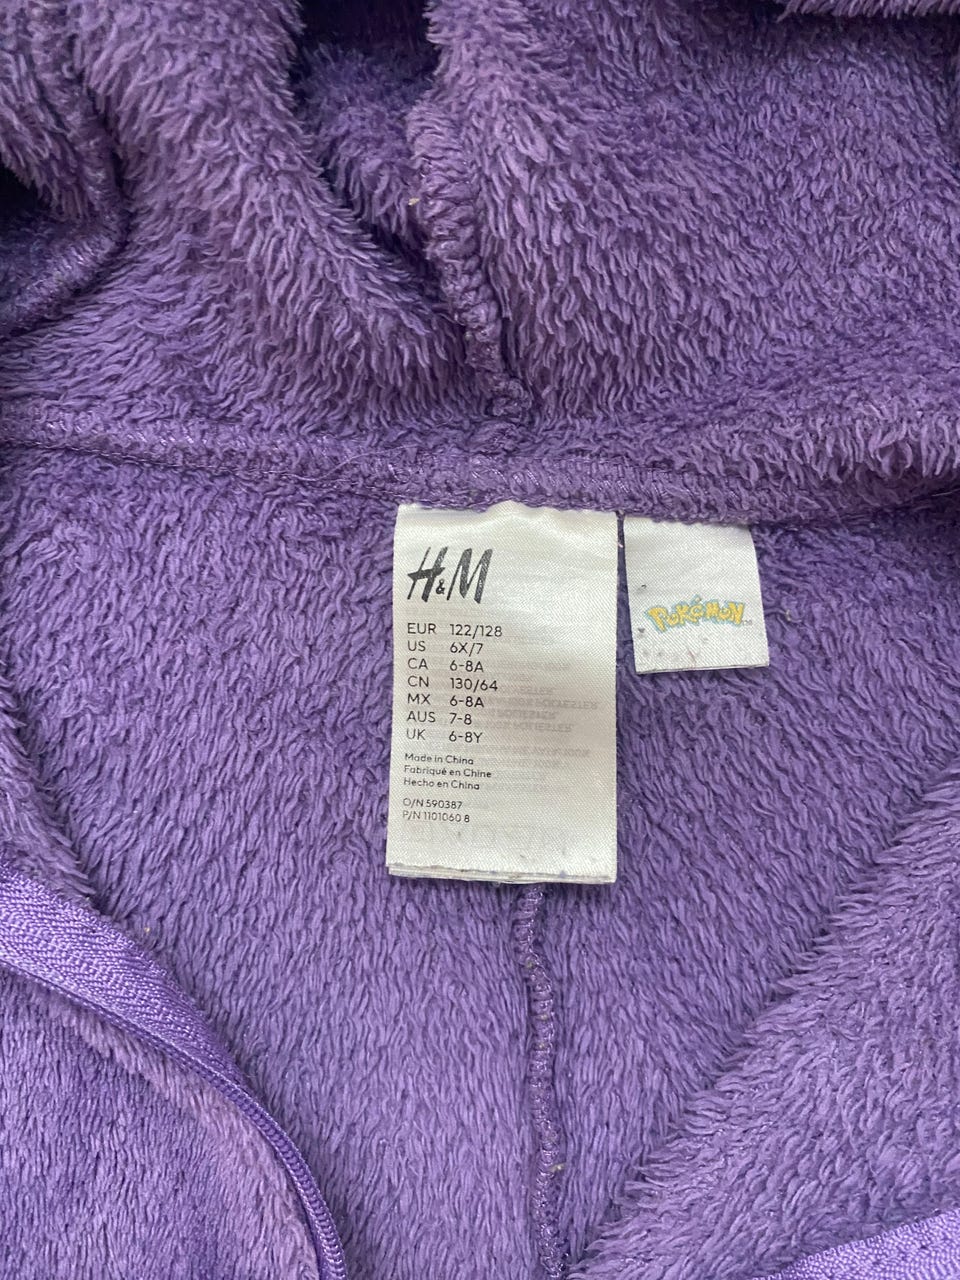 H&M
EUR 122/128
US 6X/7
CA 6-8A
CN 130/64
MX 6-8A
AUS 7-8
UK 6-8Y
Made in China
Fabriqué en Chine
Hecho en China
O/N 590387
P/N 1101060 8
POKéMON